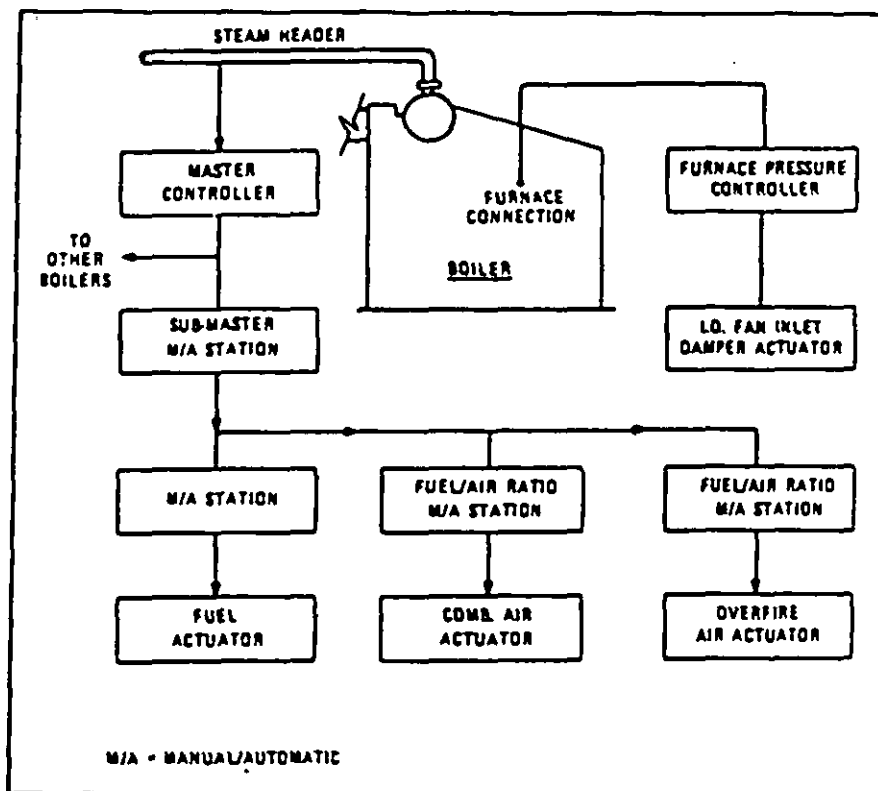 STEAM HEADER
MASTER
CONTROLLER
FURNACE PRESSURE
CONTROLLER
FURNACE
CONNECTION
TO
OTHER
BOILERS
BOILER
SUB-MASTER
M/A STATION
I.D. FAN INLET
DAMPER ACTUATOR
M/A STATION
FUEL/AIR RATIO
M/A STATION
FUEL/AIR RATIO
M/A STATION
FUEL
ACTUATOR
COMB. AIR
ACTUATOR
OVERFIRE
AIR ACTUATOR
M/A = MANUAL/AUTOMATIC